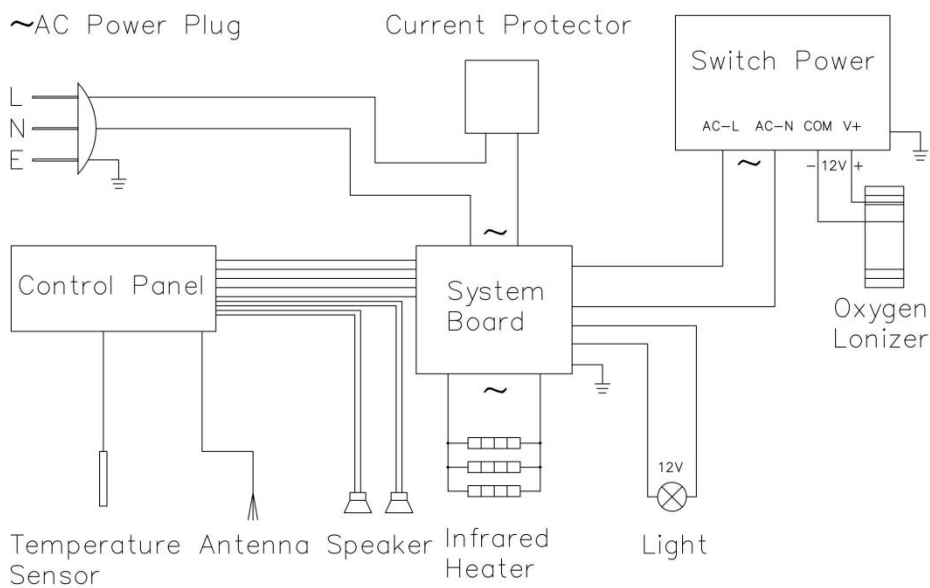 ~AC Power Plug
Current Protector
Switch Power
L
N
E
AC-L AC-N COM V+
~
- 12V +
~
Control Panel
System
Board
Oxygen
Lonizer
~
12V
Temperature
Sensor
Antenna
Speaker
Infrared
Heater
Light